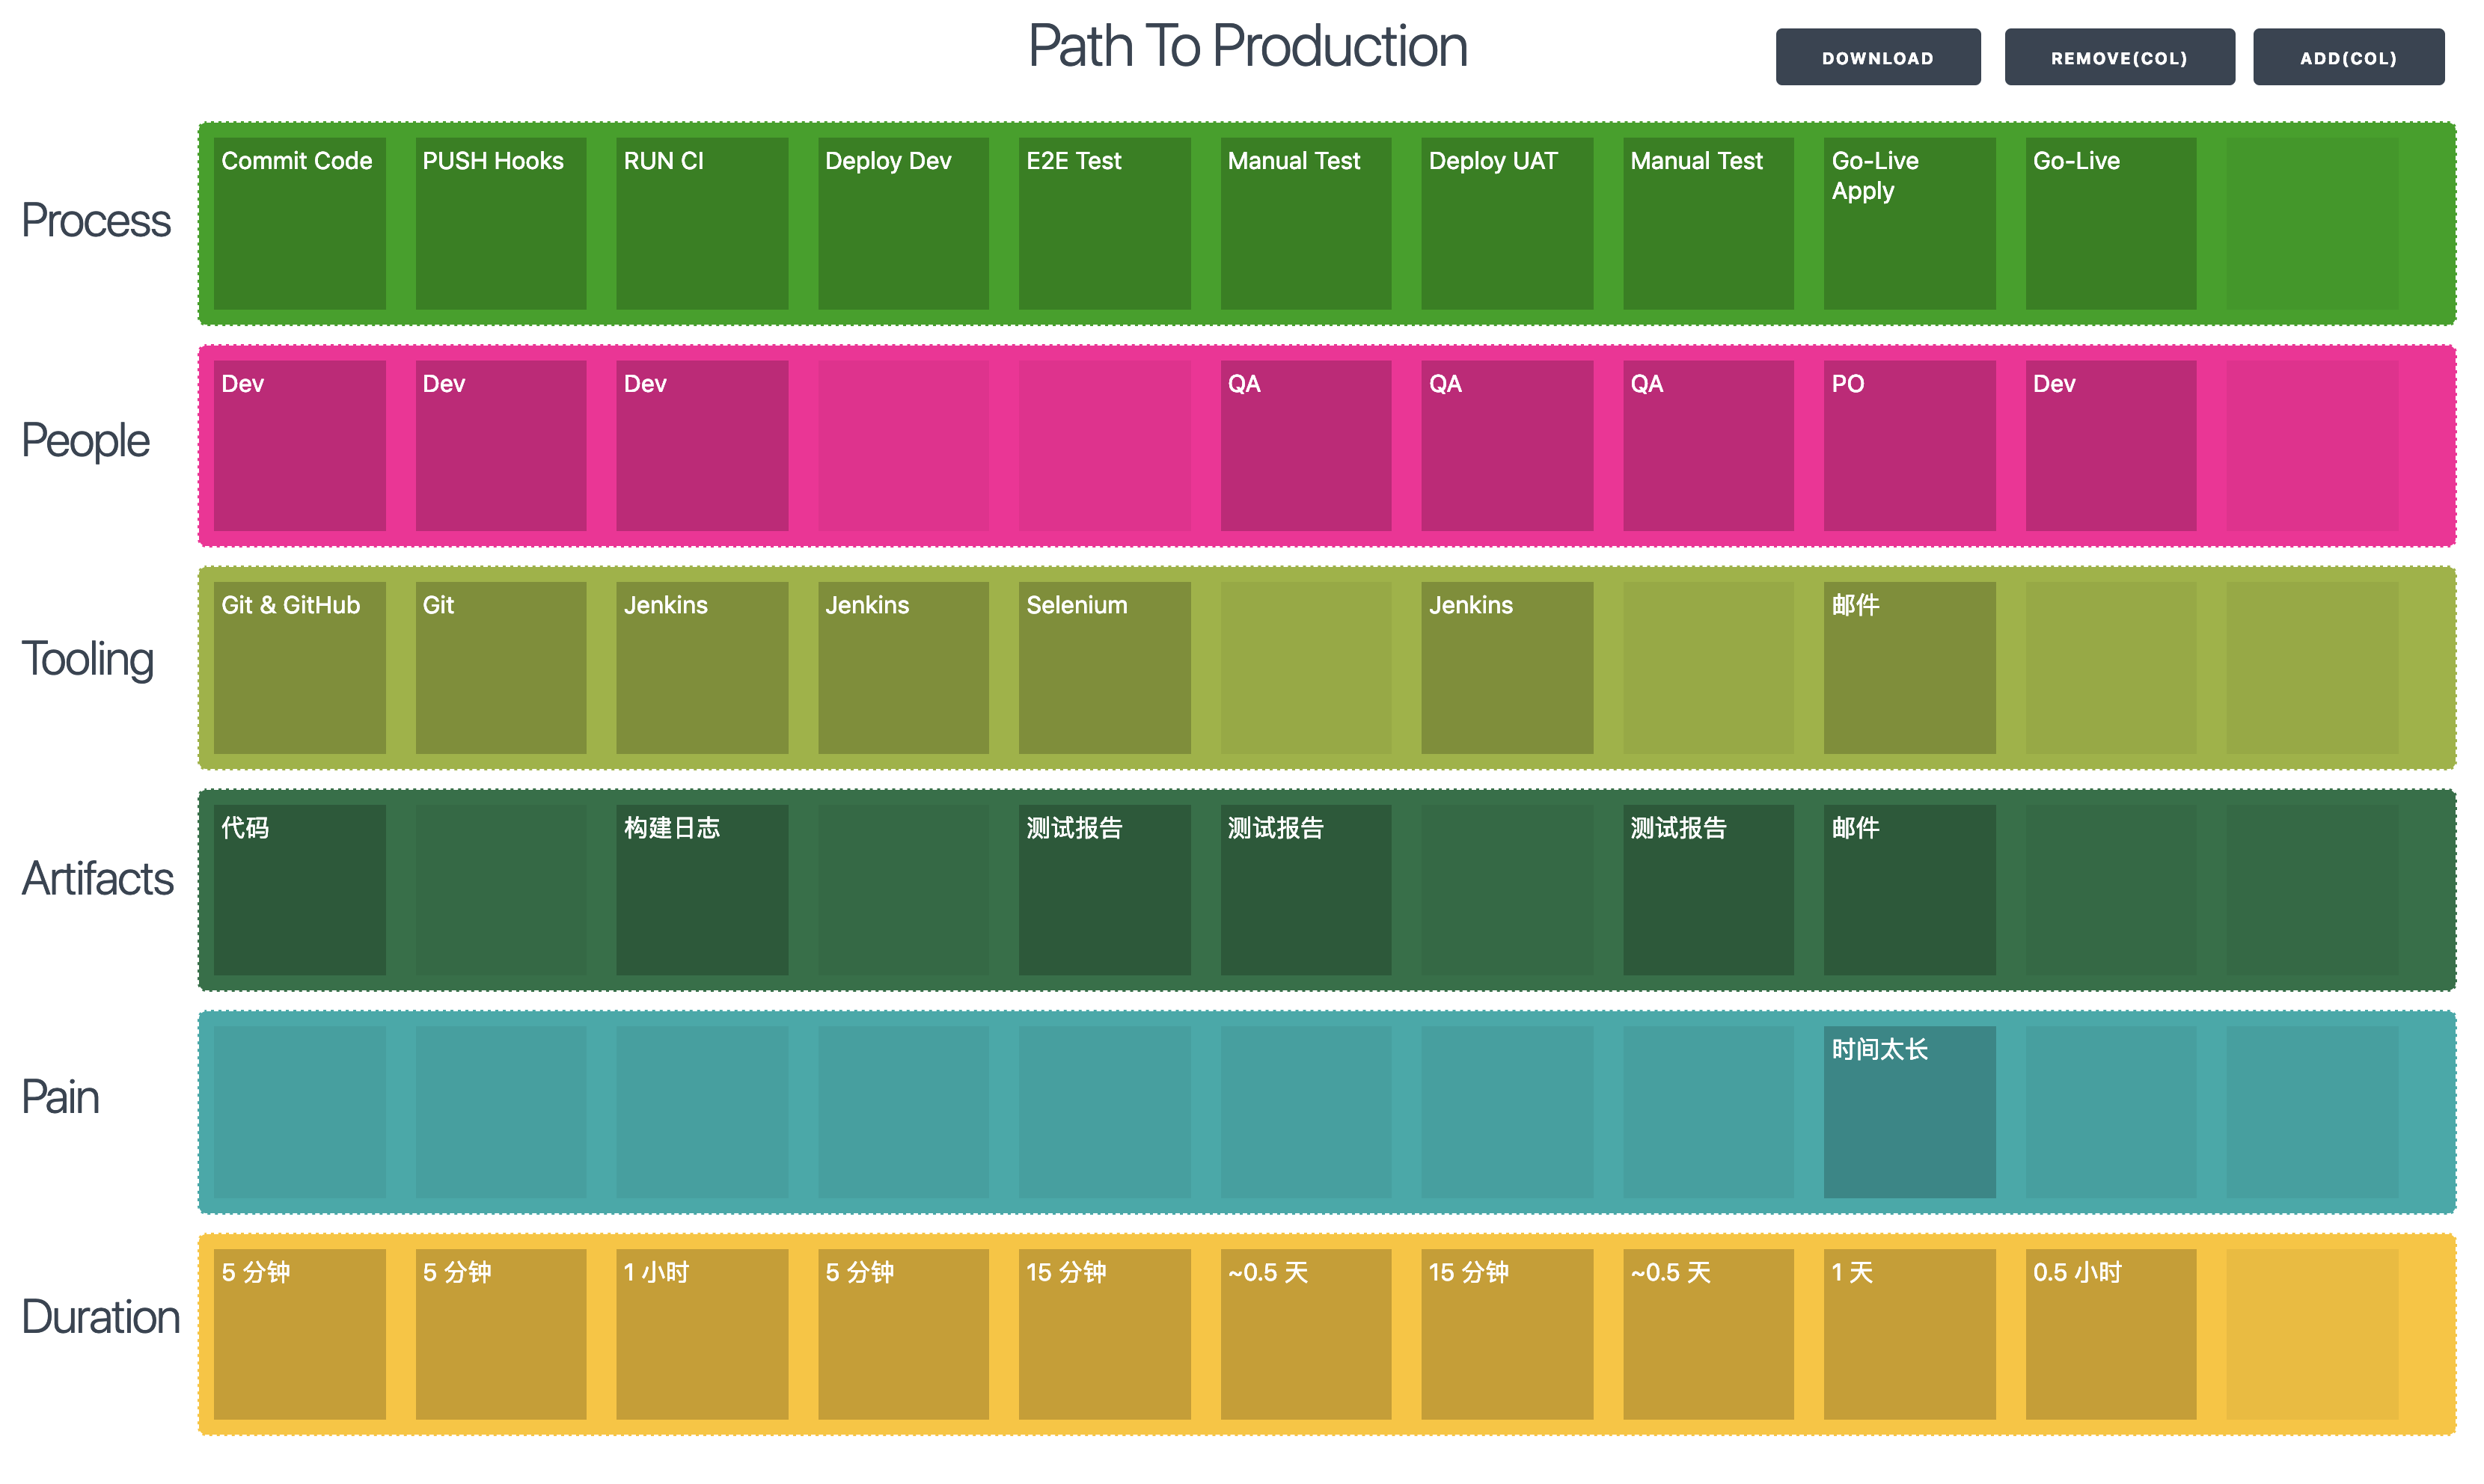 Path To Production
DOWNLOAD
REMOVE(COL)
ADD(COL)
Process
Commit Code
PUSH Hooks
RUN CI
Deploy Dev
E2E Test
Manual Test
Deploy UAT
Manual Test
Go-Live
Apply
Go-Live
People
Dev
Dev
Dev
QA
QA
QA
PO
Dev
Tooling
Git & GitHub
Git
Jenkins
Jenkins
Selenium
Jenkins
邮件
Artifacts
代码
构建日志
测试报告
测试报告
测试报告
邮件
Pain
时间太长
Duration
5 分钟
5 分钟
1 小时
5 分钟
15 分钟
~0.5 天
15 分钟
~0.5 天
1 天
0.5 小时